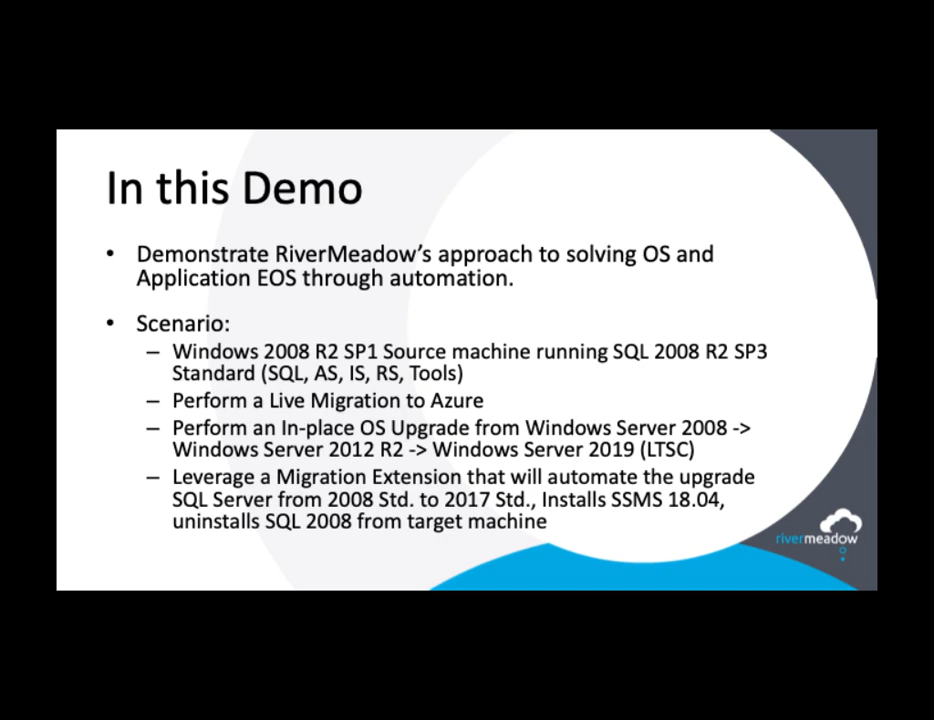 In this Demo
• Demonstrate RiverMeadow's approach to solving OS and
Application EOS through automation.
• Scenario:
– Windows 2008 R2 SP1 Source machine running SQL 2008 R2 SP3
Standard (SQL, AS, IS, RS, Tools)
– Perform a Live Migration to Azure
– Perform an In-place OS Upgrade from Windows Server 2008 ->
Windows Server 2012 R2 -> Windows Server 2019 (LTSC)
– Leverage a Migration Extension that will automate the upgrade
SQL Server from 2008 Std. to 2017 Std., Installs SSMS 18.04,
uninstalls SQL 2008 from target machine
rivermeadow